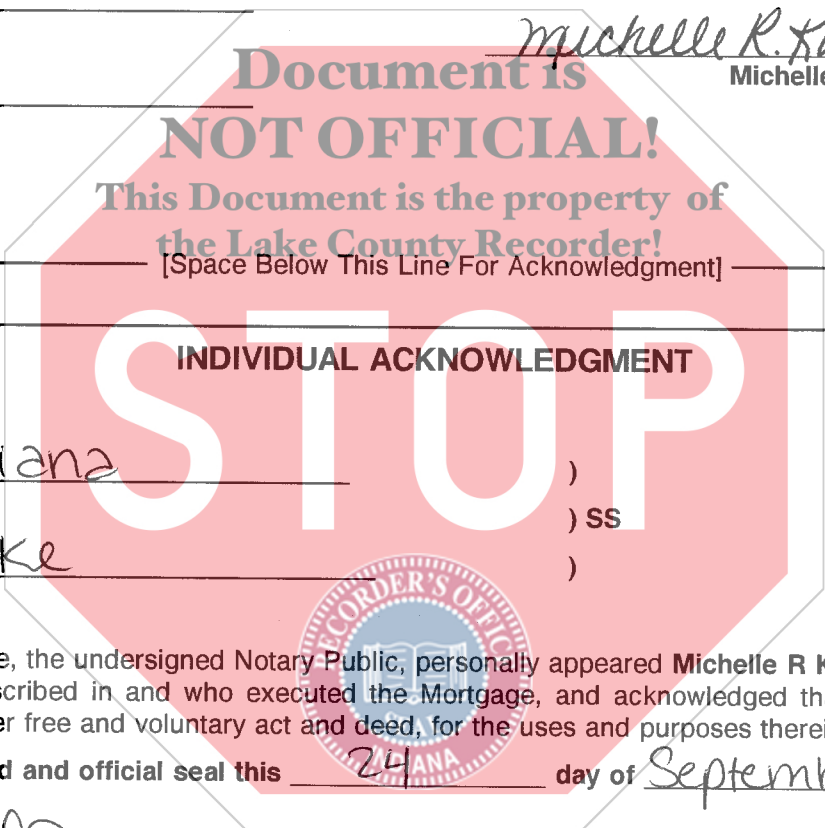 Michelle R. K
Document is
Michelle
NOT OFFICIAL!
This Document is the property of
the Lake County Recorder!
[Space Below This Line For Acknowledgment]
INDIVIDUAL ACKNOWLEDGMENT
STOP
iana )
) SS
ke )
RECORDER'S OFFICE
e, the undersigned Notary Public, personally appeared Michelle R K
scribed in and who executed the Mortgage, and acknowledged th
er free and voluntary act and deed, for the uses and purposes therei
d and official seal this 24 day of Septemb
INDIANA